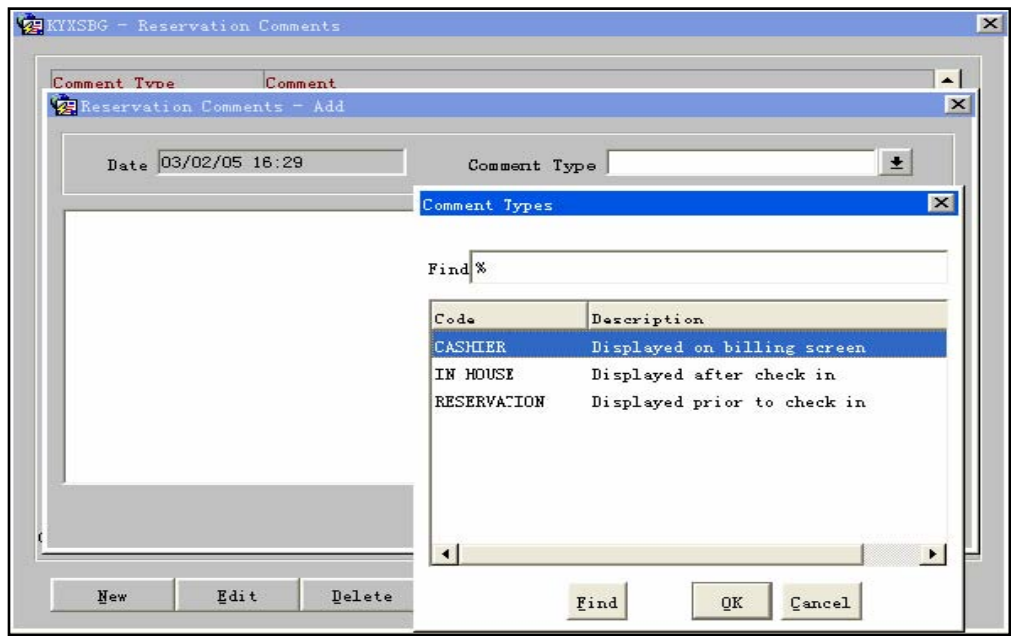 KYXSBG - Reservation Comments
Comment Type Comment
Reservation Comments - Add
Date 03/02/05 16:29 Comment Type
Comment Types
Find %
Code Description
CASHIER Displayed on billing screen
IN HOUSE Displayed after check in
RESERVATION Displayed prior to check in
New Edit Delete Find OK Cancel